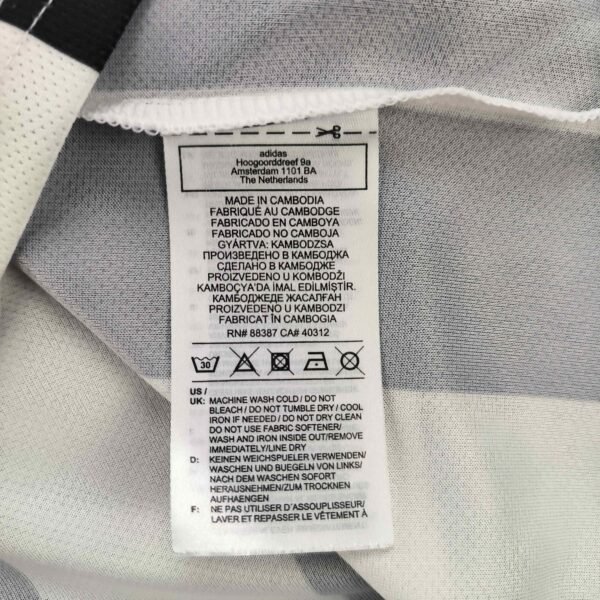 adidas
Hoogoorddreef 9a
Amsterdam 1101 BA
The Netherlands
MADE IN CAMBODIA
FABRIQUÉ AU CAMBODGE
FABRICADO EN CAMBOYA
FABRICADO NO CAMBOJA
GYÁRTVA: KAMBODZSA
ПРОИЗВЕДЕНО В КАМБОДЖА
СДЕЛАНО В КАМБОДЖЕ
PROIZVEDENO U KOMBODŽI
KAMBOÇYA'DA İMAL EDİLMİŞTİR.
КАМБОДЖЕДЕ ЖАСАЛҒАН
PROIZVEDENO U KAMBODZI
FABRICAT ÎN CAMBOGIA
RN# 88387 CA# 40312
30
US /
UK: MACHINE WASH COLD / DO NOT
BLEACH / DO NOT TUMBLE DRY / COOL
IRON IF NEEDED / DO NOT DRY CLEAN
DO NOT USE FABRIC SOFTENER/
WASH AND IRON INSIDE OUT/REMOVE
IMMEDIATELY/LINE DRY
D: KEINEN WEICHSPUELER VERWENDEN/
WASCHEN UND BUEGELN VON LINKS/
NACH DEM WASCHEN SOFORT
HERAUSNEHMEN/ZUM TROCKNEN
AUFHAENGEN
F: NE PAS UTILISER D'ASSOUPLISSEUR/
LAVER ET REPASSER LE VÊTEMENT À